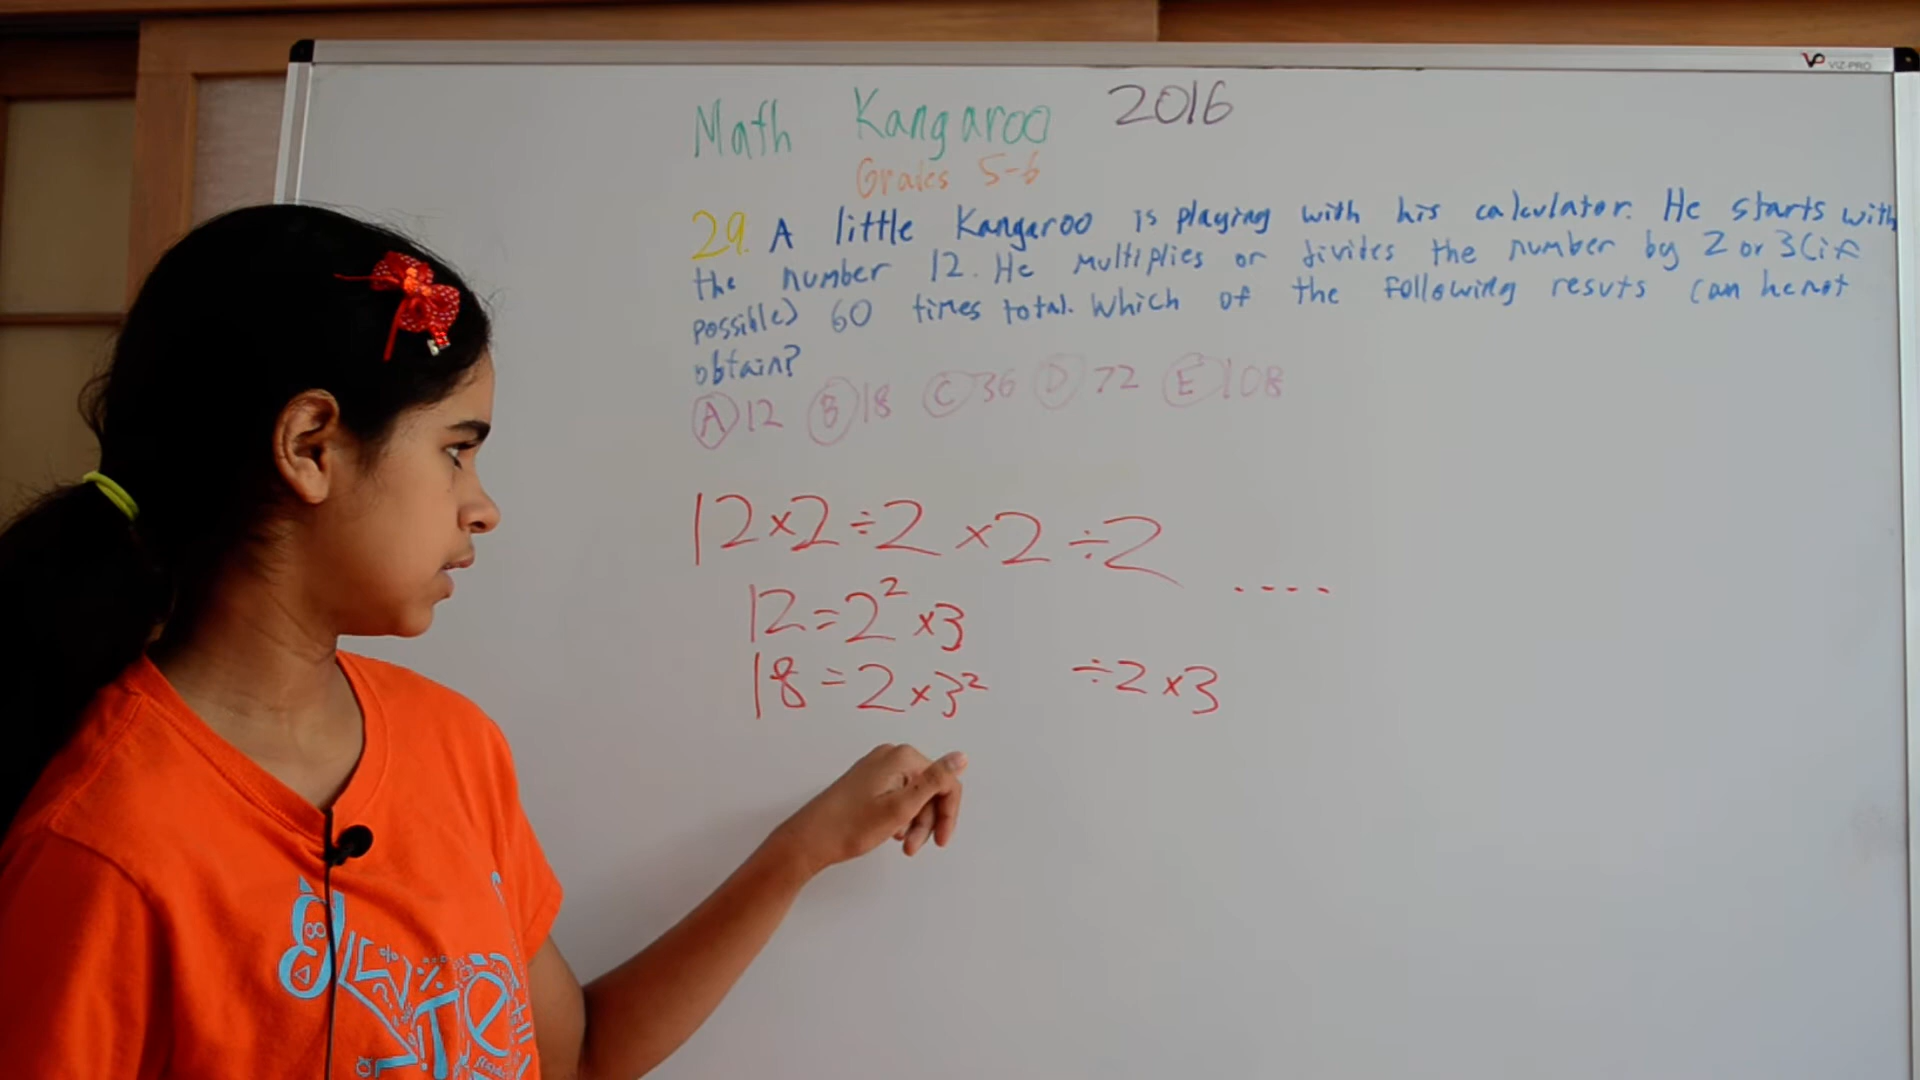 VP VIZ-PRO
Math Kangaroo 2016
Grades 5-6
29. A little Kangaroo is playing with his calculator. He starts with
the number 12. He multiplies or divides the number by 2 or 3(if
possible) 60 times total. Which of the following resuts can he not
obtain?
A 12 B 18 C 36 D 72 E 108
12×2÷2×2÷2 ....
12=2²×3
18=2×3² ÷2×3